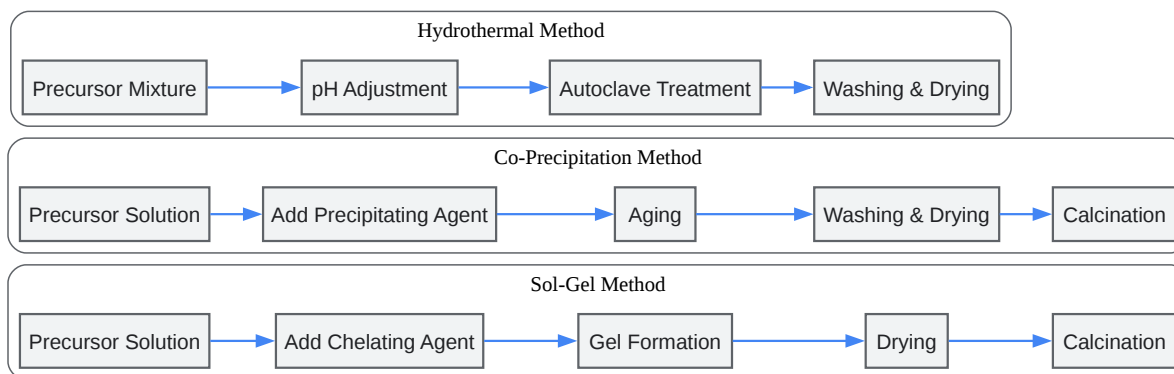 Hydrothermal Method
Precursor Mixture
pH Adjustment
Autoclave Treatment
Washing & Drying
Co-Precipitation Method
Precursor Solution
Add Precipitating Agent
Aging
Washing & Drying
Calcination
Sol-Gel Method
Precursor Solution
Add Chelating Agent
Gel Formation
Drying
Calcination